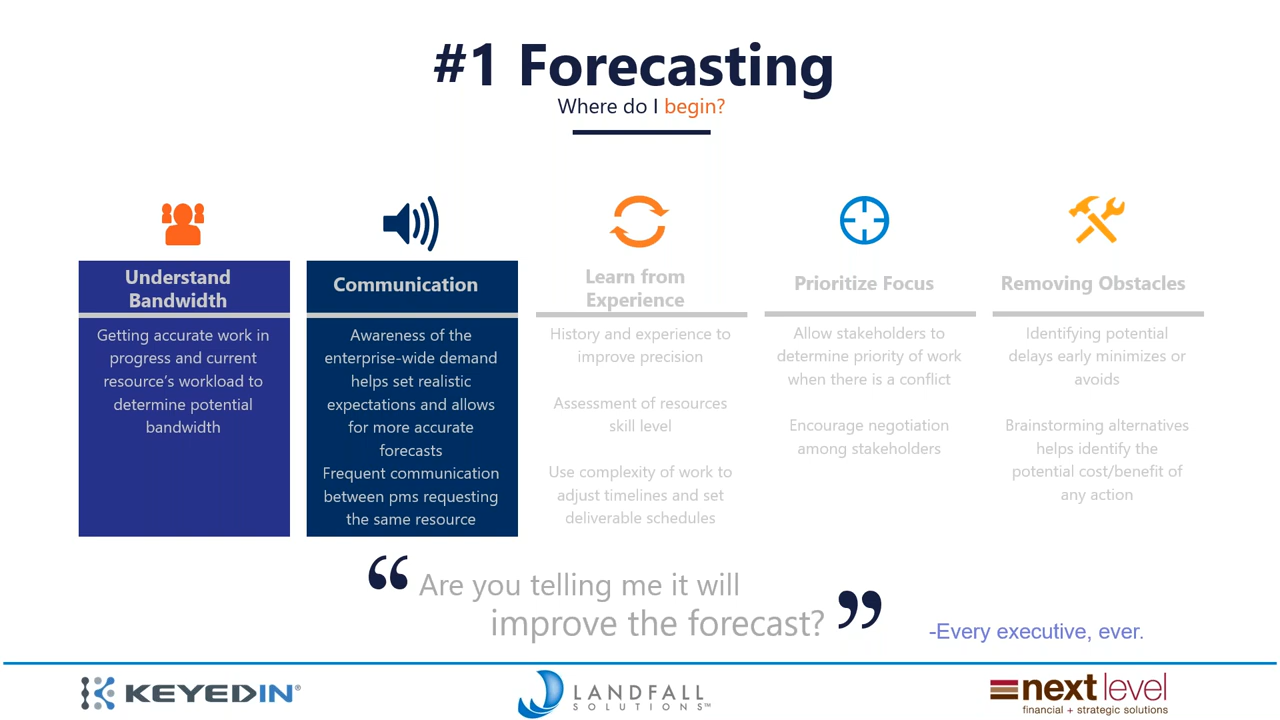 #1 Forecasting
Where do I begin?
Understand
Bandwidth
Getting accurate work in
progress and current
resource's workload to
determine potential
bandwidth
Communication
Awareness of the
enterprise-wide demand
helps set realistic
expectations and allows
for more accurate
forecasts
Frequent communication
between pms requesting
the same resource
Learn from
Experience
History and experience to
improve precision
Assessment of resources
skill level
Use complexity of work to
adjust timelines and set
deliverable schedules
Prioritize Focus
Allow stakeholders to
determine priority of work
when there is a conflict
Encourage negotiation
among stakeholders
Removing Obstacles
Identifying potential
delays early minimizes or
avoids
Brainstorming alternatives
helps identify the
potential cost/benefit of
any action
“Are you telling me it will
improve the forecast?”
-Every executive, ever.
KEYEDIN®
LANDFALL
SOLUTIONS™
next level
financial + strategic solutions